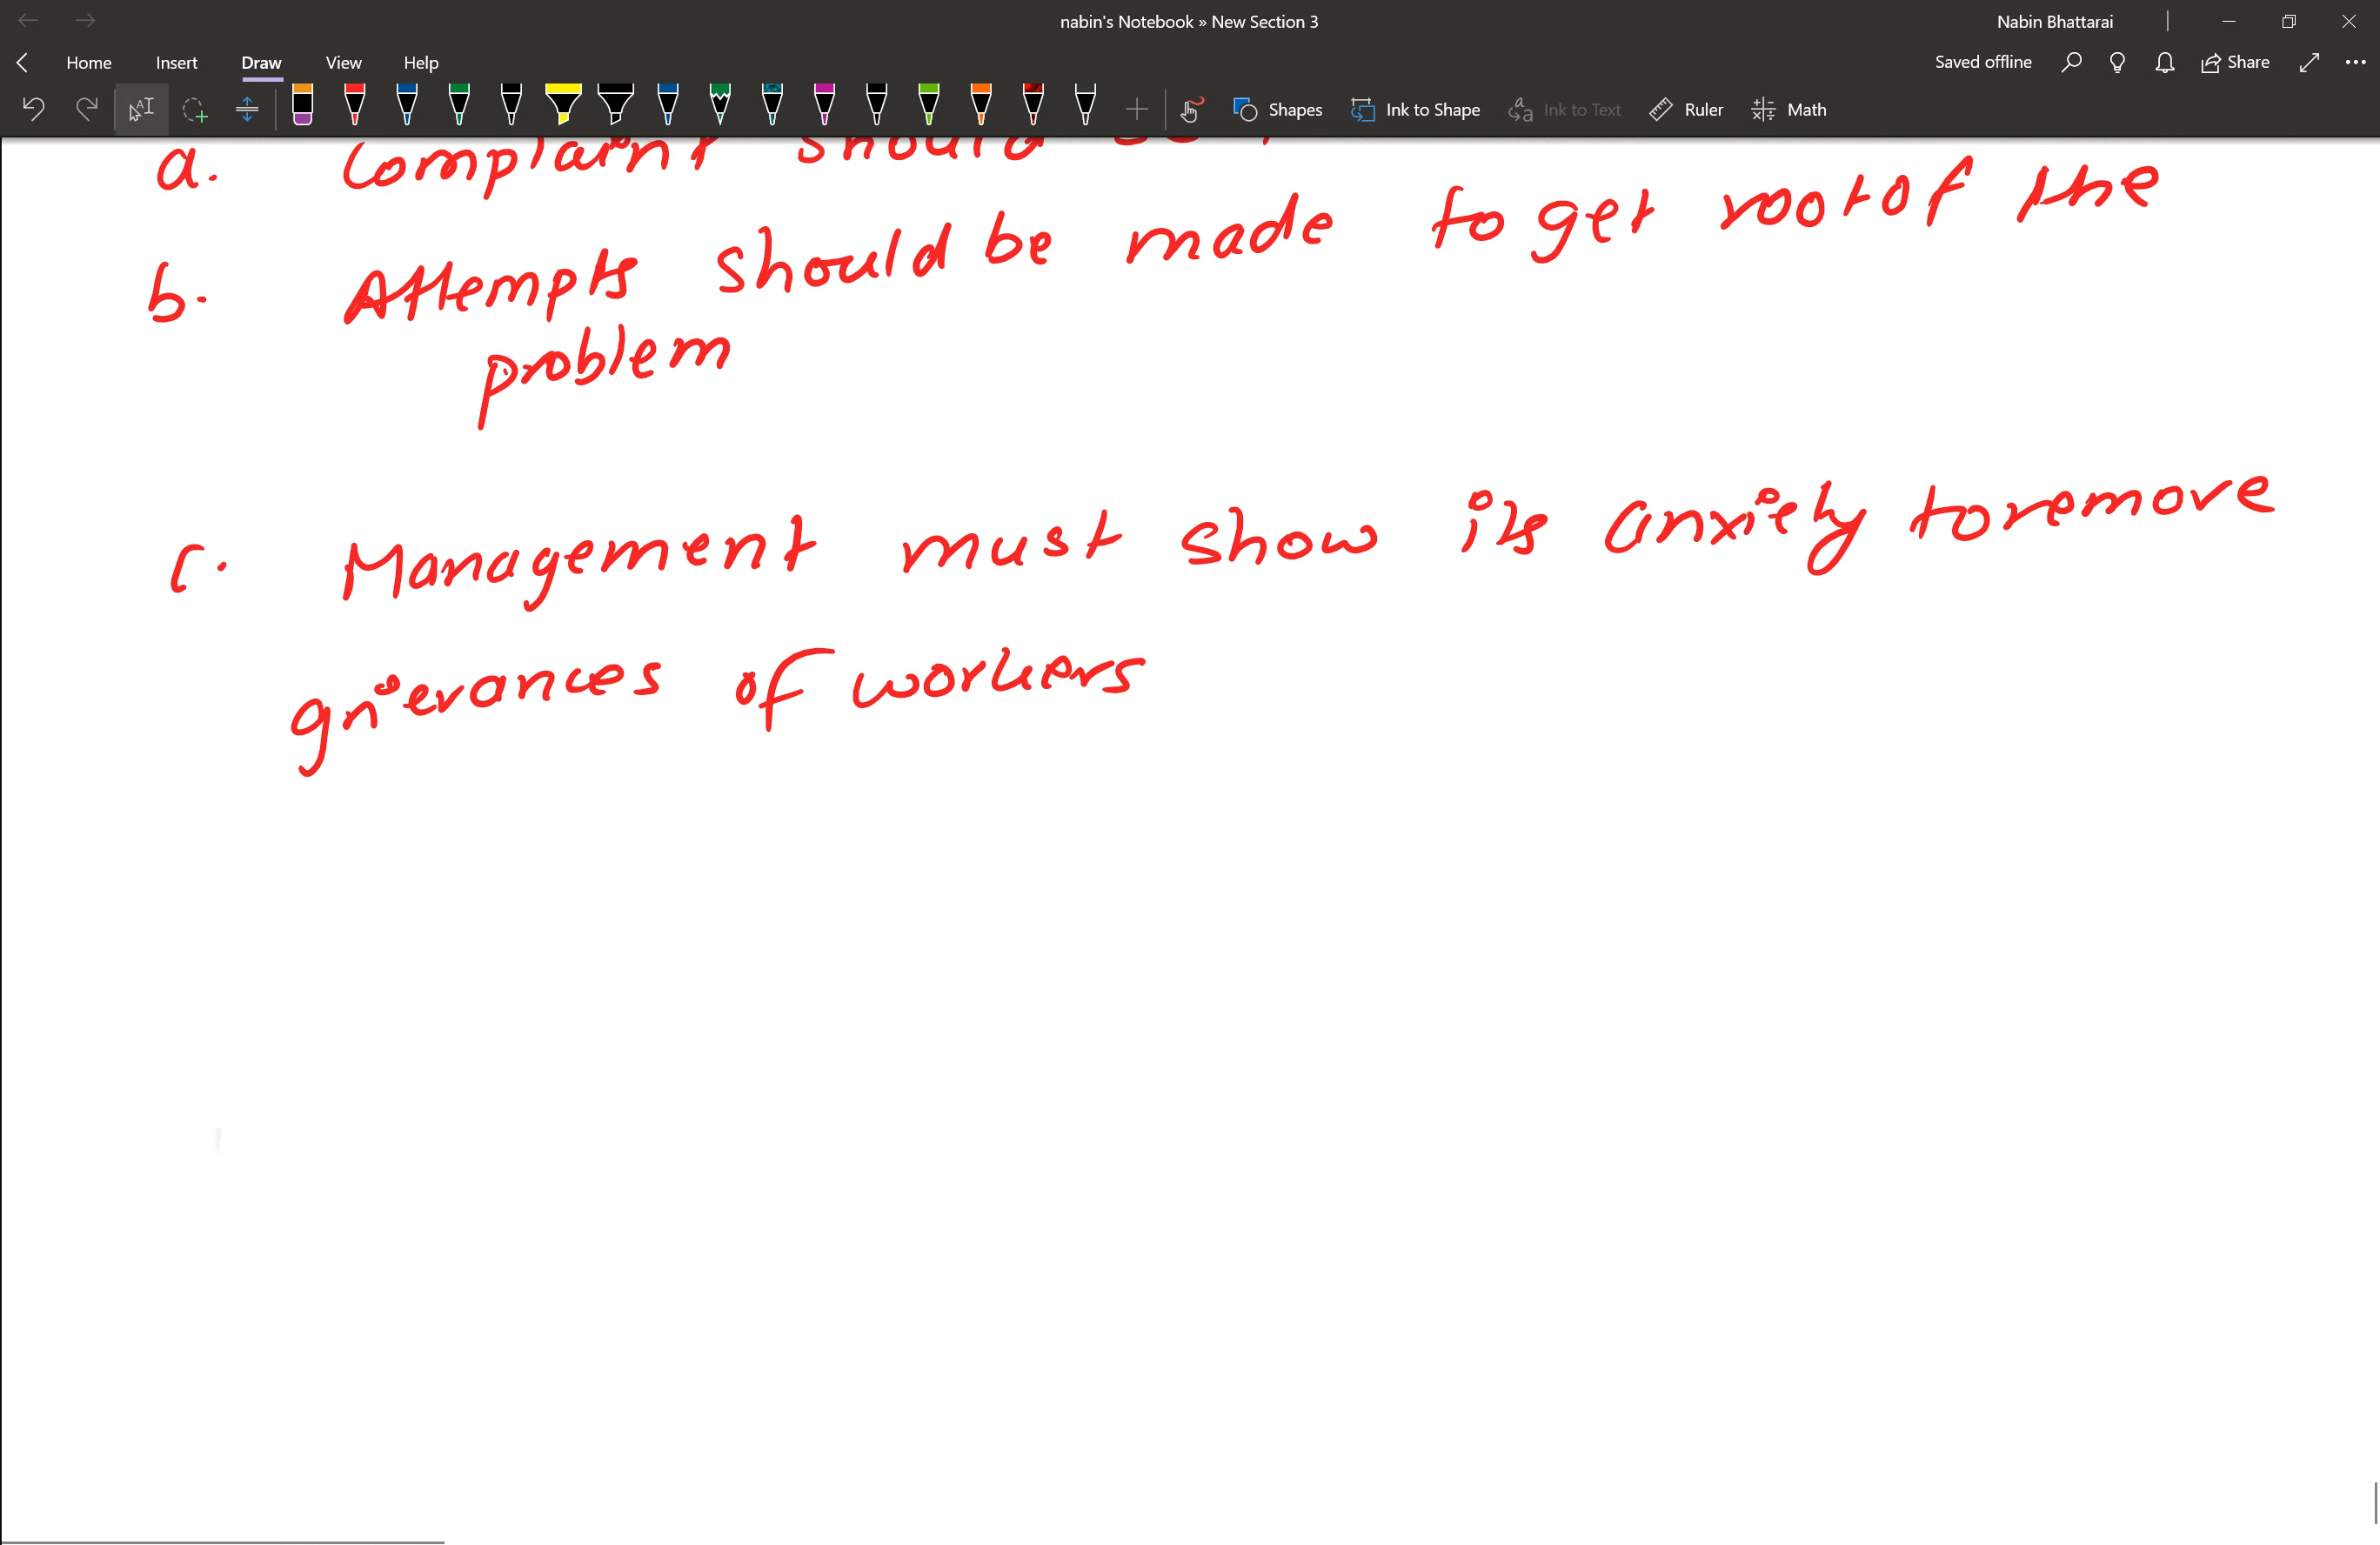 nabin's Notebook » New Section 3
Nabin Bhattarai
Home Insert Draw View Help
Saved offline
Share
Shapes
Ink to Shape
Ink to Text
Ruler
Math
a. Complaint should
b. Attempts should be made to get root of the
problem
c. Management must show its anxiety to remove
grievances of workers